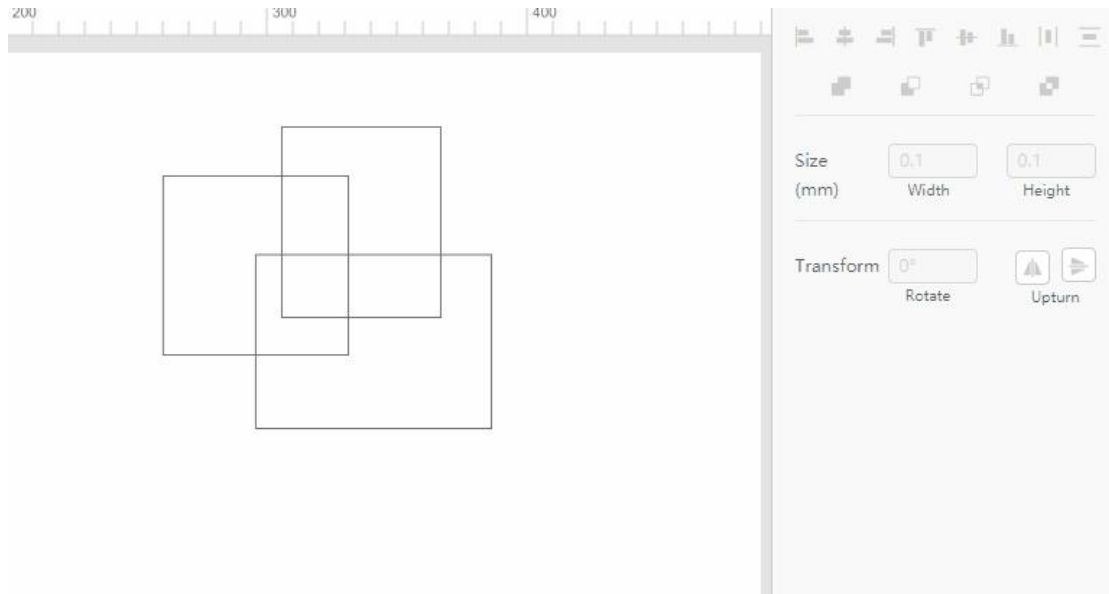 200 300 400
Size 0.1 0.1
(mm) Width Height
Transform 0°
Rotate Upturn